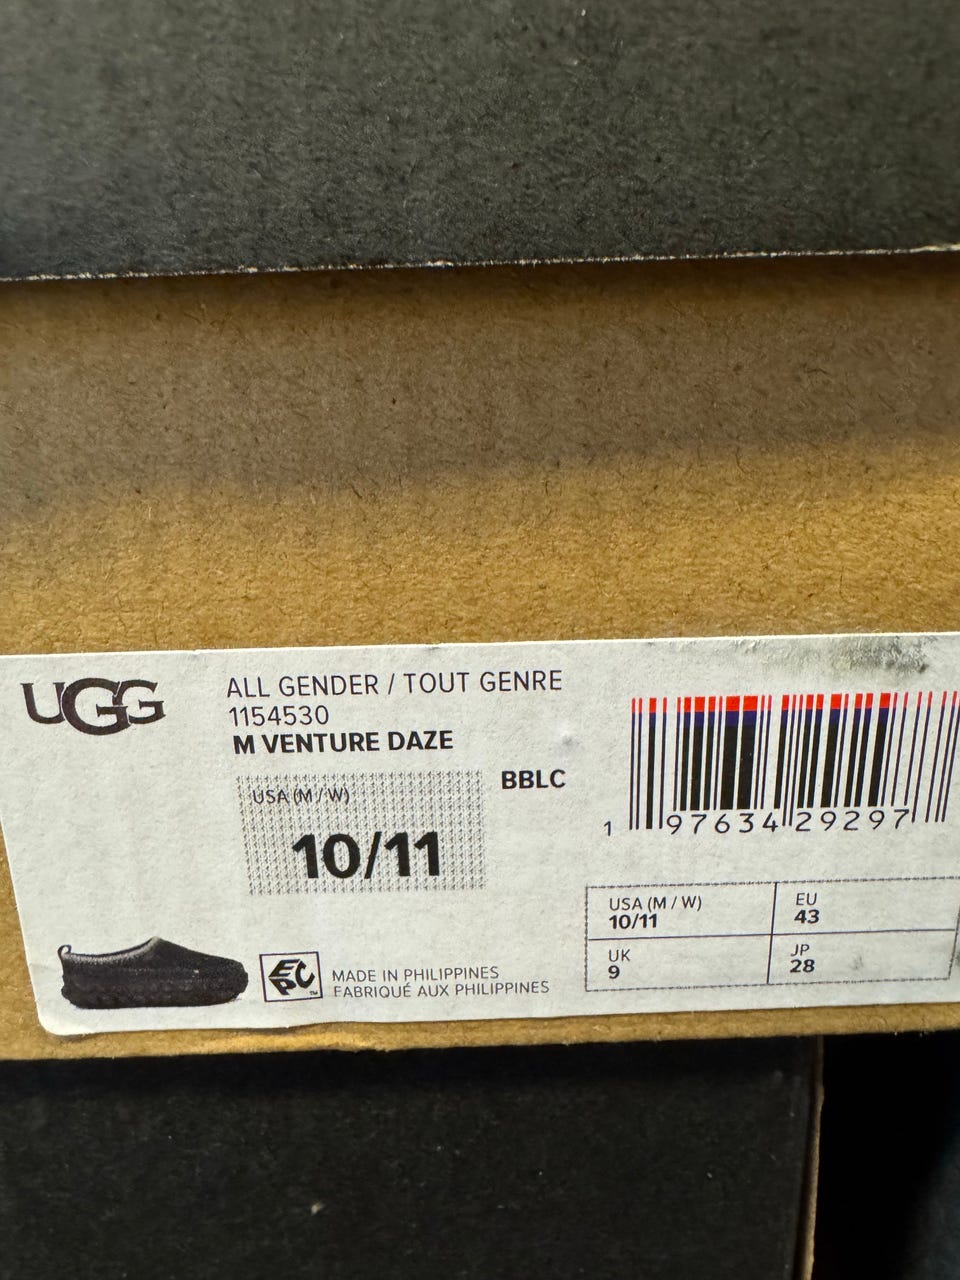 UGG
ALL GENDER / TOUT GENRE
1154530
M VENTURE DAZE
BBLC
USA (M / W)
10/11
1 97634 29297
USA (M / W)
10/11
EU
43
UK
9
JP
28
EPC™
MADE IN PHILIPPINES
FABRIQUÉ AUX PHILIPPINES